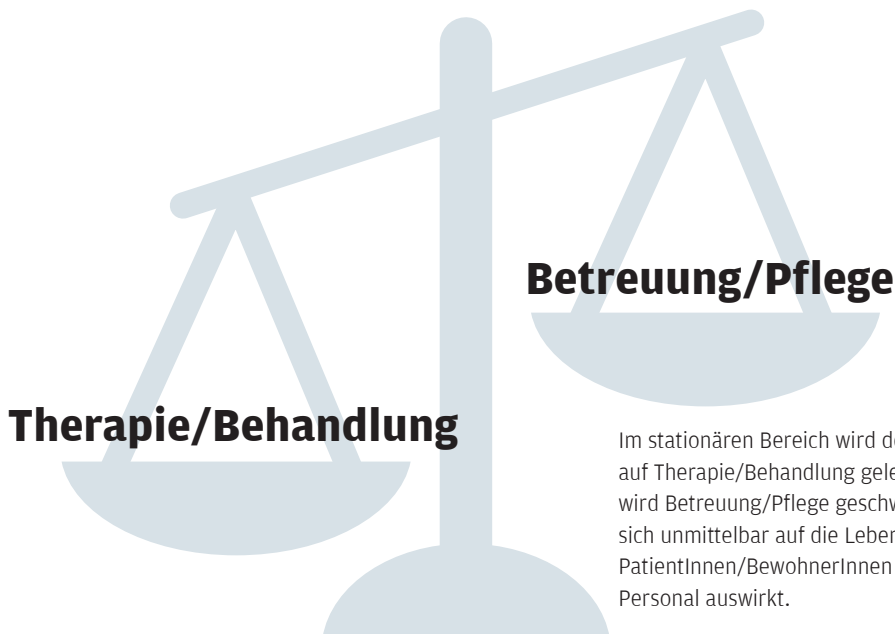 Betreuung/Pflege
Therapie/Behandlung
Im stationären Bereich wird
auf Therapie/Behandlung
wird Betreuung/Pflege
sich unmittelbar auf die
PatientInnen/BewohnerInnen
Personal auswirkt.